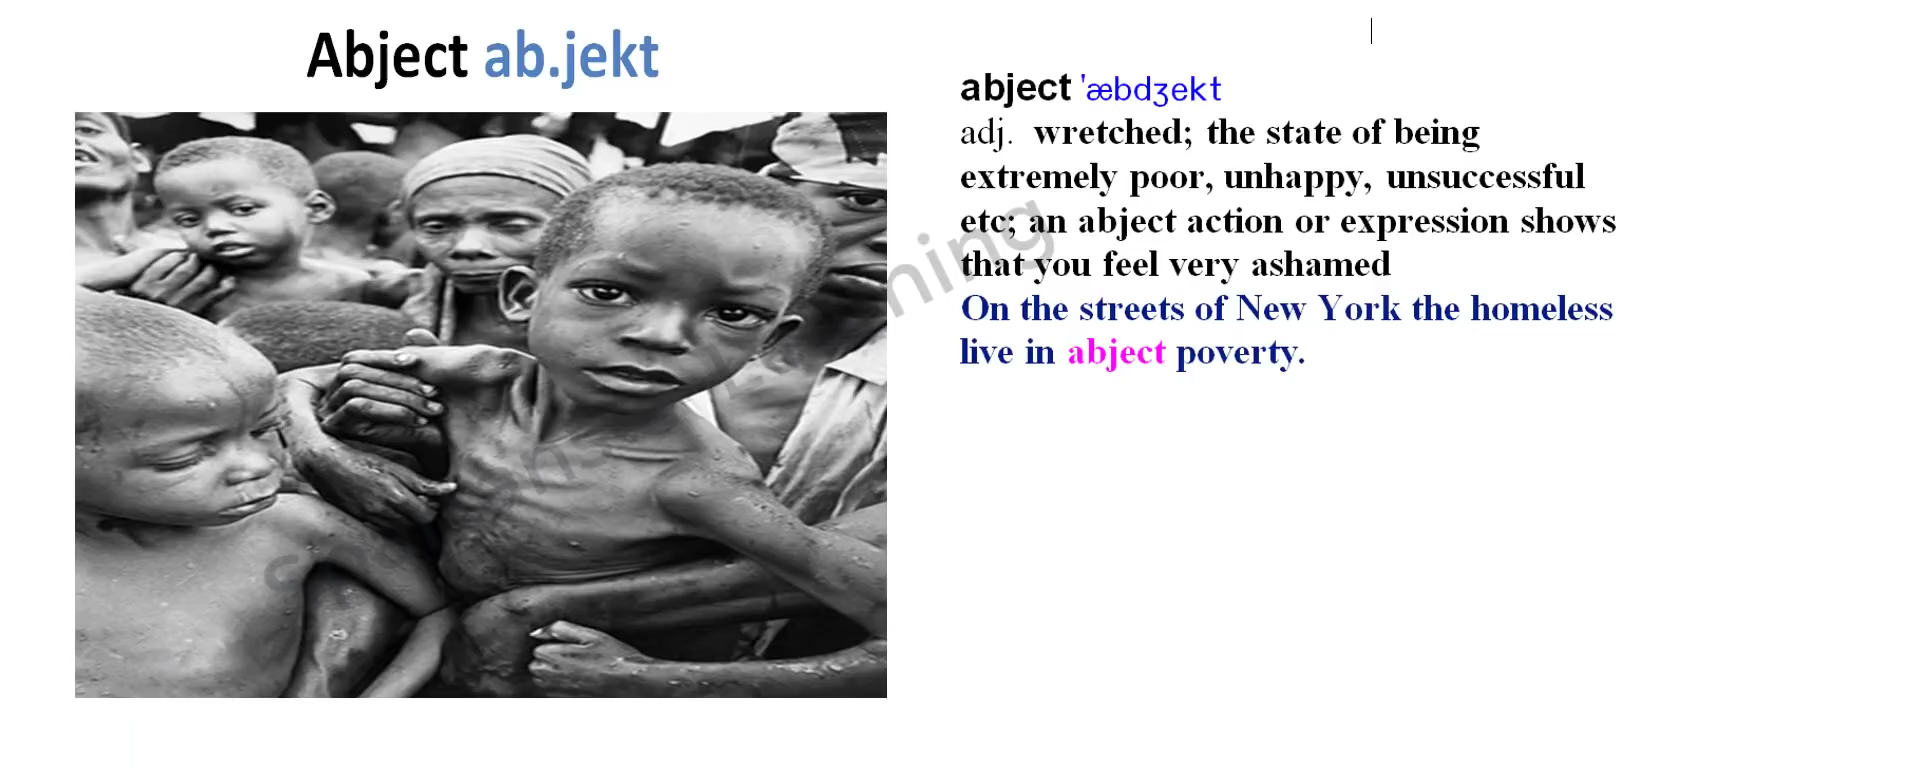 Abject ab.jekt
abject 'æbdʒekt
adj. wretched; the state of being
extremely poor, unhappy, unsuccessful
etc; an abject action or expression shows
that you feel very ashamed
On the streets of New York the homeless
live in abject poverty.